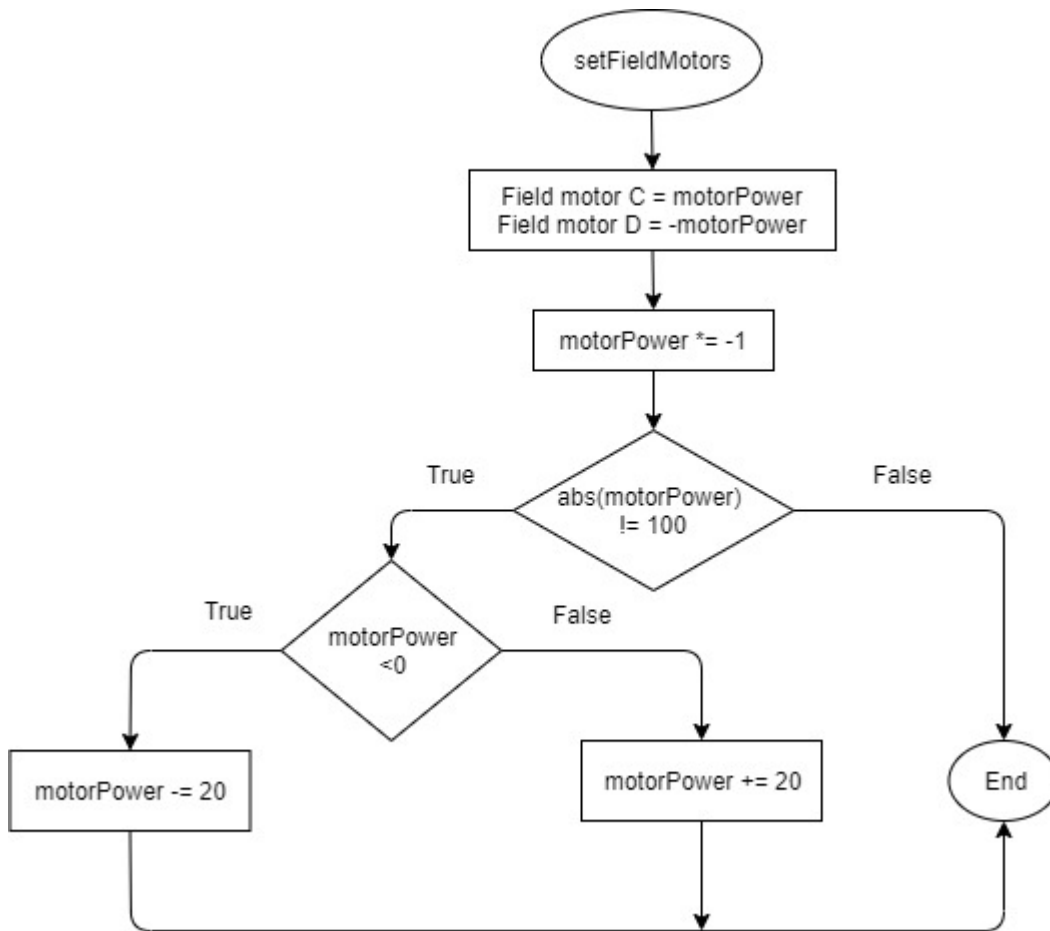 setFieldMotors
Field motor C = motorPower
Field motor D = -motorPower
motorPower *= -1
True
False
abs(motorPower)
!= 100
True
False
motorPower
<0
motorPower -= 20
motorPower += 20
End